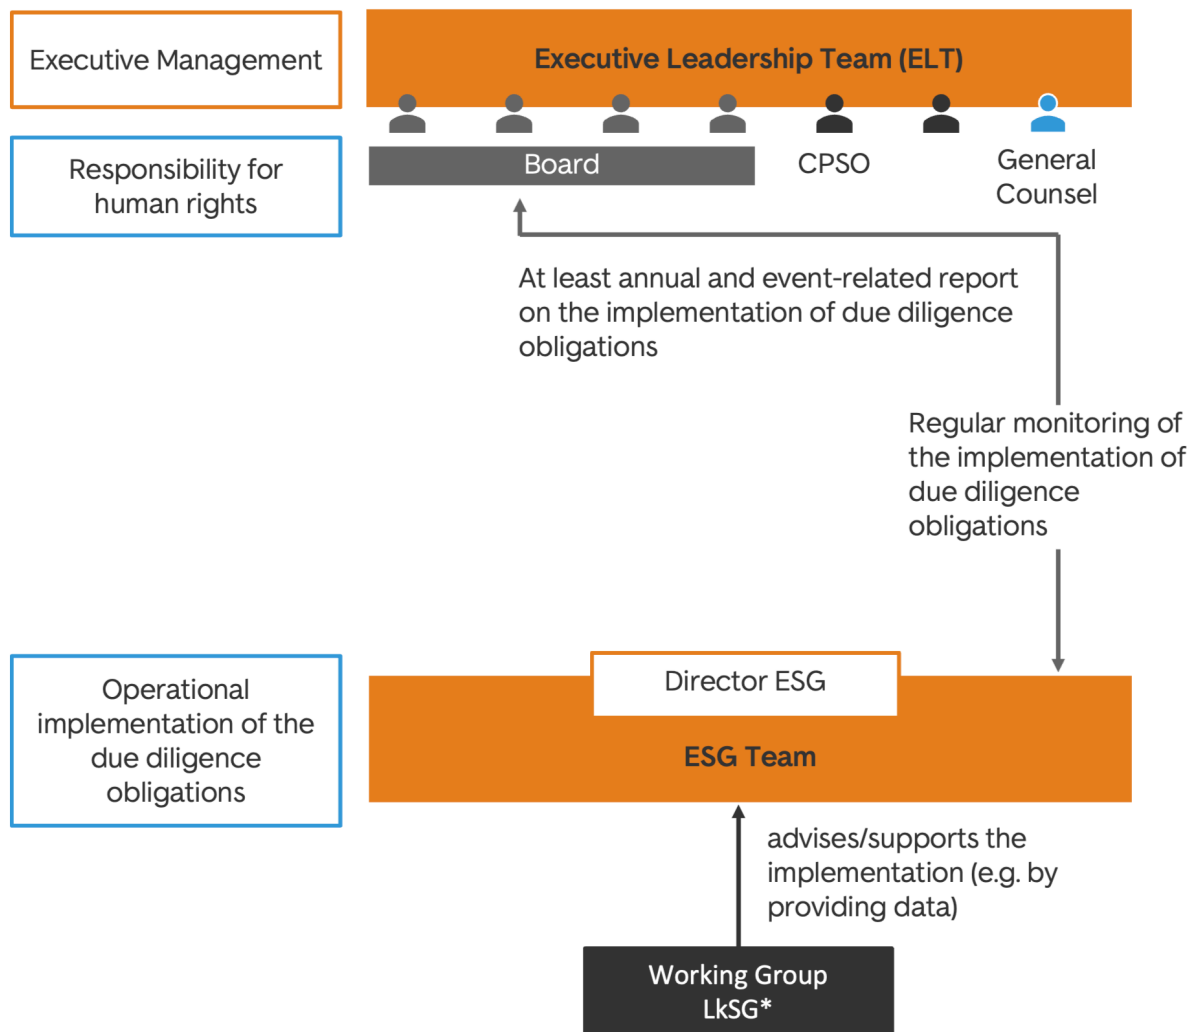 Executive Management
Executive Leadership Team (ELT)
Responsibility for
human rights
Board
CPSO
General
Counsel
At least annual and event-related report
on the implementation of due diligence
obligations
Regular monitoring of
the implementation of
due diligence
obligations
Operational
implementation of the
due diligence
obligations
Director ESG
ESG Team
advises/supports the
implementation (e.g. by
providing data)
Working Group
LkSG*